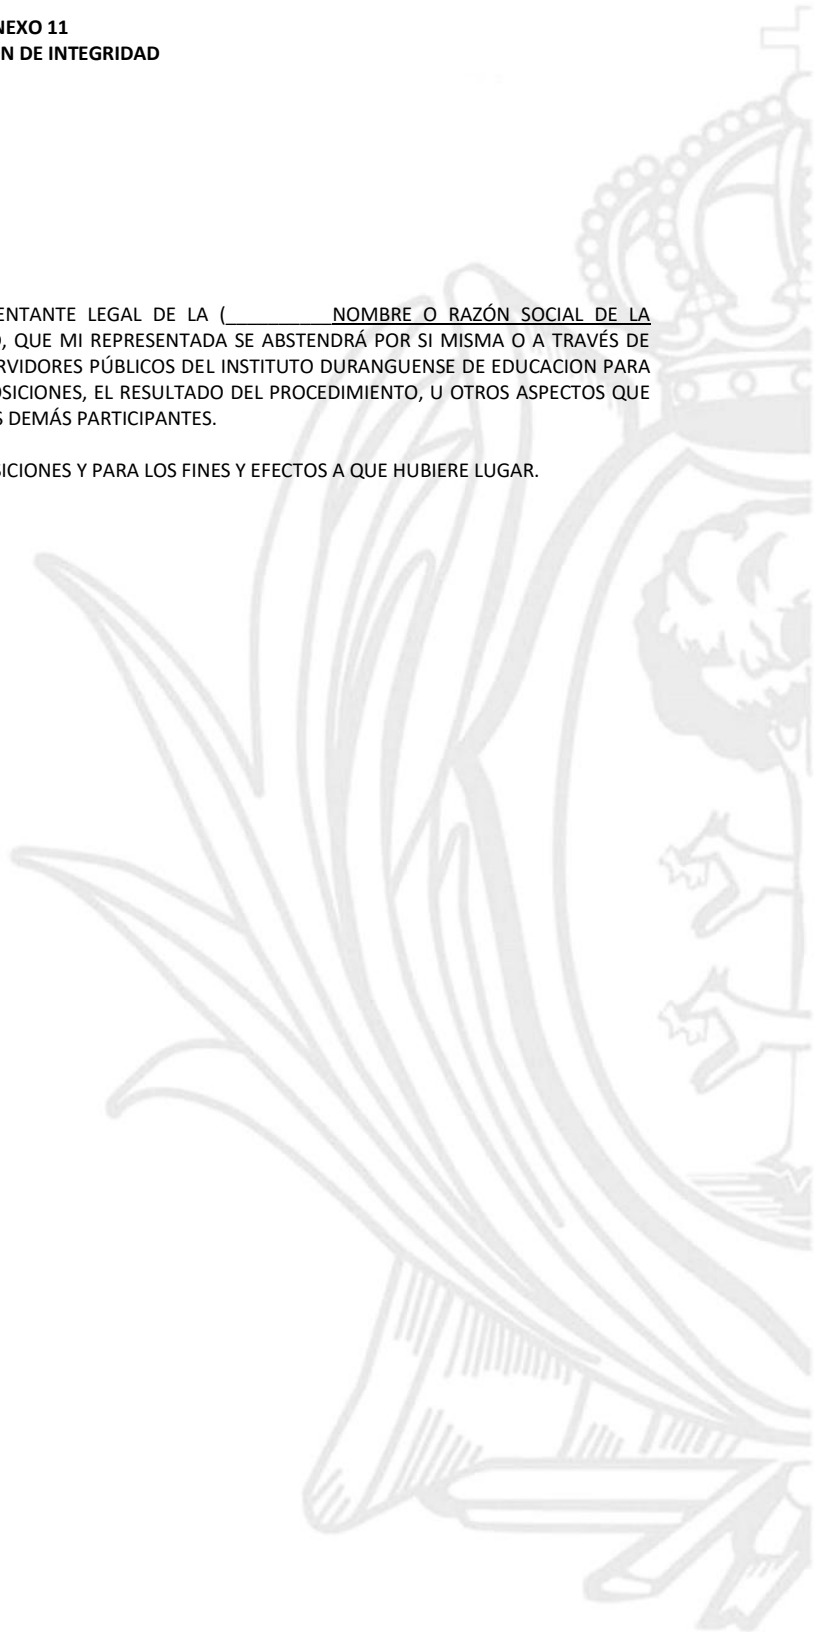 NEXO 11
N DE INTEGRIDAD
ENTANTE LEGAL DE LA (__________NOMBRE O RAZÓN SOCIAL DE LA
, QUE MI REPRESENTADA SE ABSTENDRÁ POR SI MISMA O A TRAVÉS DE
RVIDORES PÚBLICOS DEL INSTITUTO DURANGUENSE DE EDUCACION PARA
OSICIONES, EL RESULTADO DEL PROCEDIMIENTO, U OTROS ASPECTOS QUE
S DEMÁS PARTICIPANTES.
SICIONES Y PARA LOS FINES Y EFECTOS A QUE HUBIERE LUGAR.